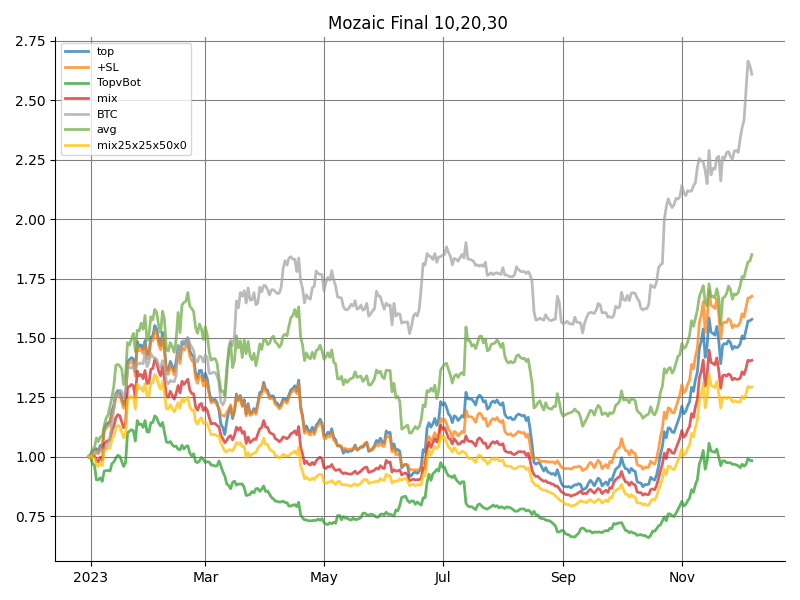 Mozaic Final 10,20,30
2.75
2.50
2.25
2.00
1.75
1.50
1.25
1.00
0.75
top
+SL
TopvBot
mix
BTC
avg
mix25x25x50x0
2023 Mar May Jul Sep Nov